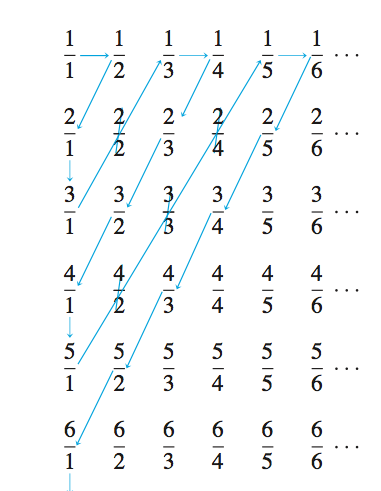 1/1 1/2 1/3 1/4 1/5 1/6 ···
2/1 2/2 2/3 2/4 2/5 2/6 ···
3/1 3/2 3/3 3/4 3/5 3/6 ···
4/1 4/2 4/3 4/4 4/5 4/6 ···
5/1 5/2 5/3 5/4 5/5 5/6 ···
6/1 6/2 6/3 6/4 6/5 6/6 ···